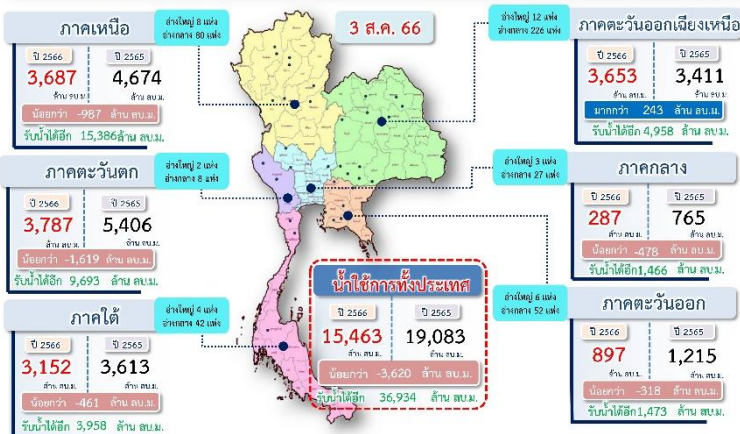 3 ส.ค. 66
ภาคเหนือ
ปี 2566 ปี 2565
3,687 4,674
ล้าน ลบ.ม. ล้าน ลบ.ม.
น้อยกว่า -987 ล้าน ลบ.ม.
รับน้ำได้อีก 15,386ล้าน ลบ.ม.
อ่างใหญ่ 8 แห่ง
อ่างกลาง 80 แห่ง
อ่างใหญ่ 12 แห่ง
อ่างกลาง 226 แห่ง
ภาคตะวันออกเฉียงเหนือ
ปี 2566 ปี 2565
3,653 3,411
ล้าน ลบ.ม. ล้าน ลบ.ม.
มากกว่า 243 ล้าน ลบ.ม.
รับน้ำได้อีก 4,958 ล้าน ลบ.ม.
ภาคตะวันตก
ปี 2566 ปี 2565
3,787 5,406
ล้าน ลบ.ม. ล้าน ลบ.ม.
น้อยกว่า -1,619 ล้าน ลบ.ม.
รับน้ำได้อีก 9,693 ล้าน ลบ.ม.
อ่างใหญ่ 2 แห่ง
อ่างกลาง 8 แห่ง
อ่างใหญ่ 3 แห่ง
อ่างกลาง 27 แห่ง
ภาคกลาง
ปี 2566 ปี 2565
287 765
ล้าน ลบ.ม. ล้าน ลบ.ม.
น้อยกว่า -478 ล้าน ลบ.ม.
รับน้ำได้อีก1,466 ล้าน ลบ.ม.
ภาคใต้
ปี 2566 ปี 2565
3,152 3,613
ล้าน ลบ.ม. ล้าน ลบ.ม.
น้อยกว่า -461 ล้าน ลบ.ม.
รับน้ำได้อีก 3,958 ล้าน ลบ.ม.
อ่างใหญ่ 4 แห่ง
อ่างกลาง 42 แห่ง
น้ำใช้การทั้งประเทศ
ปี 2566 ปี 2565
15,463 19,083
ล้าน ลบ.ม. ล้าน ลบ.ม.
น้อยกว่า -3,620 ล้าน ลบ.ม.
รับน้ำได้อีก 36,934 ล้าน ลบ.ม.
อ่างใหญ่ 6 แห่ง
อ่างกลาง 52 แห่ง
ภาคตะวันออก
ปี 2566 ปี 2565
897 1,215
ล้าน ลบ.ม. ล้าน ลบ.ม.
น้อยกว่า -318 ล้าน ลบ.ม.
รับน้ำได้อีก1,473 ล้าน ลบ.ม.